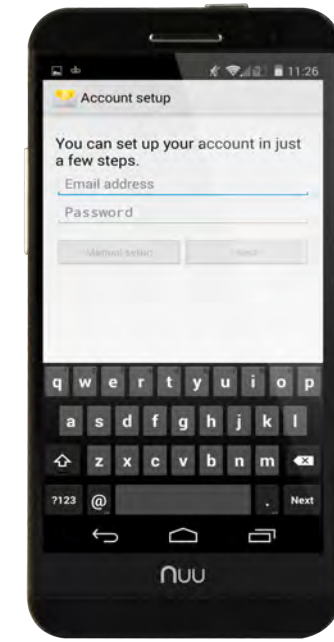 11:26
Account setup
You can set up your account in just
a few steps.
Email address
Password
Manual setup Next
q w e r t y u i o p
a s d f g h j k l
z x c v b n m
?123 @ . Next
nuu